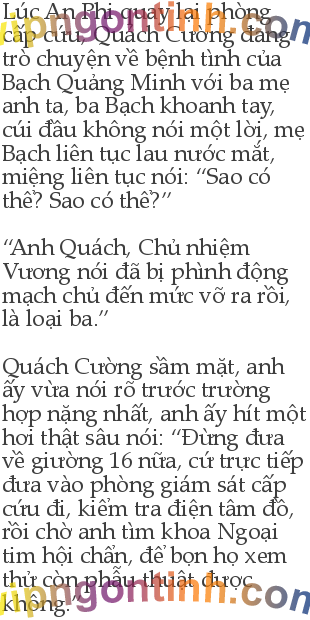 Lúc An Phi quay lại phòng
cấp cứu, Quách Cường đang
trò chuyện về bệnh tình của
Bạch Quảng Minh với ba mẹ
anh ta, ba Bạch khoanh tay,
cúi đầu không nói một lời, mẹ
Bạch liên tục lau nước mắt,
miệng liên tục nói: “Sao có
thể? Sao có thể?”
“Anh Quách, Chủ nhiệm
Vương nói đã bị phình động
mạch chủ đến mức vỡ ra rồi,
là loại ba.”
Quách Cường sầm mặt, anh
ấy vừa nói rõ trước trường
hợp nặng nhất, anh ấy hít một
hơi thật sâu nói: “Đừng đưa
về giường 16 nữa, cứ trực tiếp
đưa vào phòng giám sát cấp
cứu đi, kiểm tra điện tâm đồ,
rồi chờ anh tìm khoa Ngoại
tim hội chẩn, để bọn họ xem
thử còn phẫu thuật được
không.”